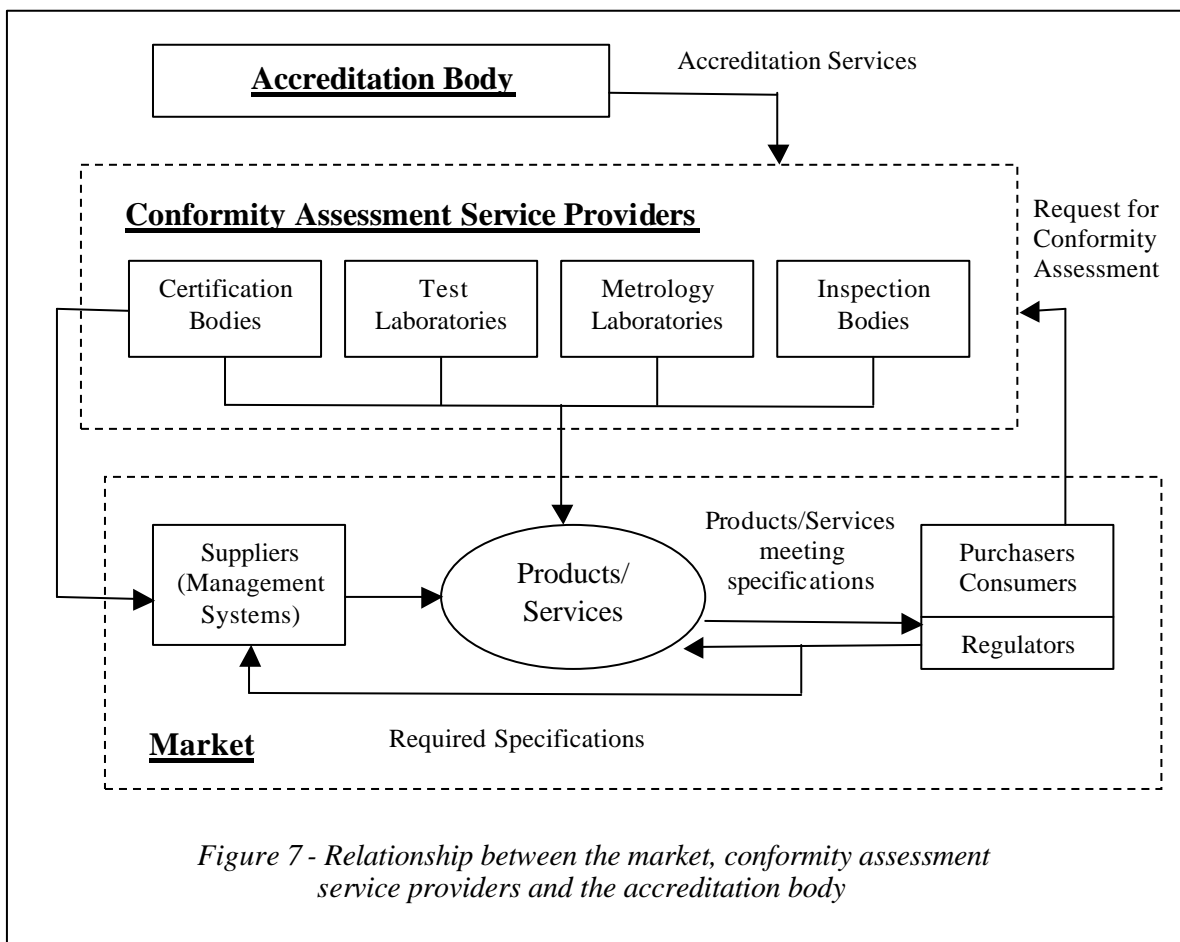 Accreditation Body
Accreditation Services
Conformity Assessment Service Providers
Request for
Conformity
Assessment
Certification
Bodies
Test
Laboratories
Metrology
Laboratories
Inspection
Bodies
Suppliers
(Management
Systems)
Products/
Services
Products/Services
meeting
specifications
Purchasers
Consumers
Regulators
Required Specifications
Market
Figure 7 - Relationship between the market, conformity assessment
service providers and the accreditation body